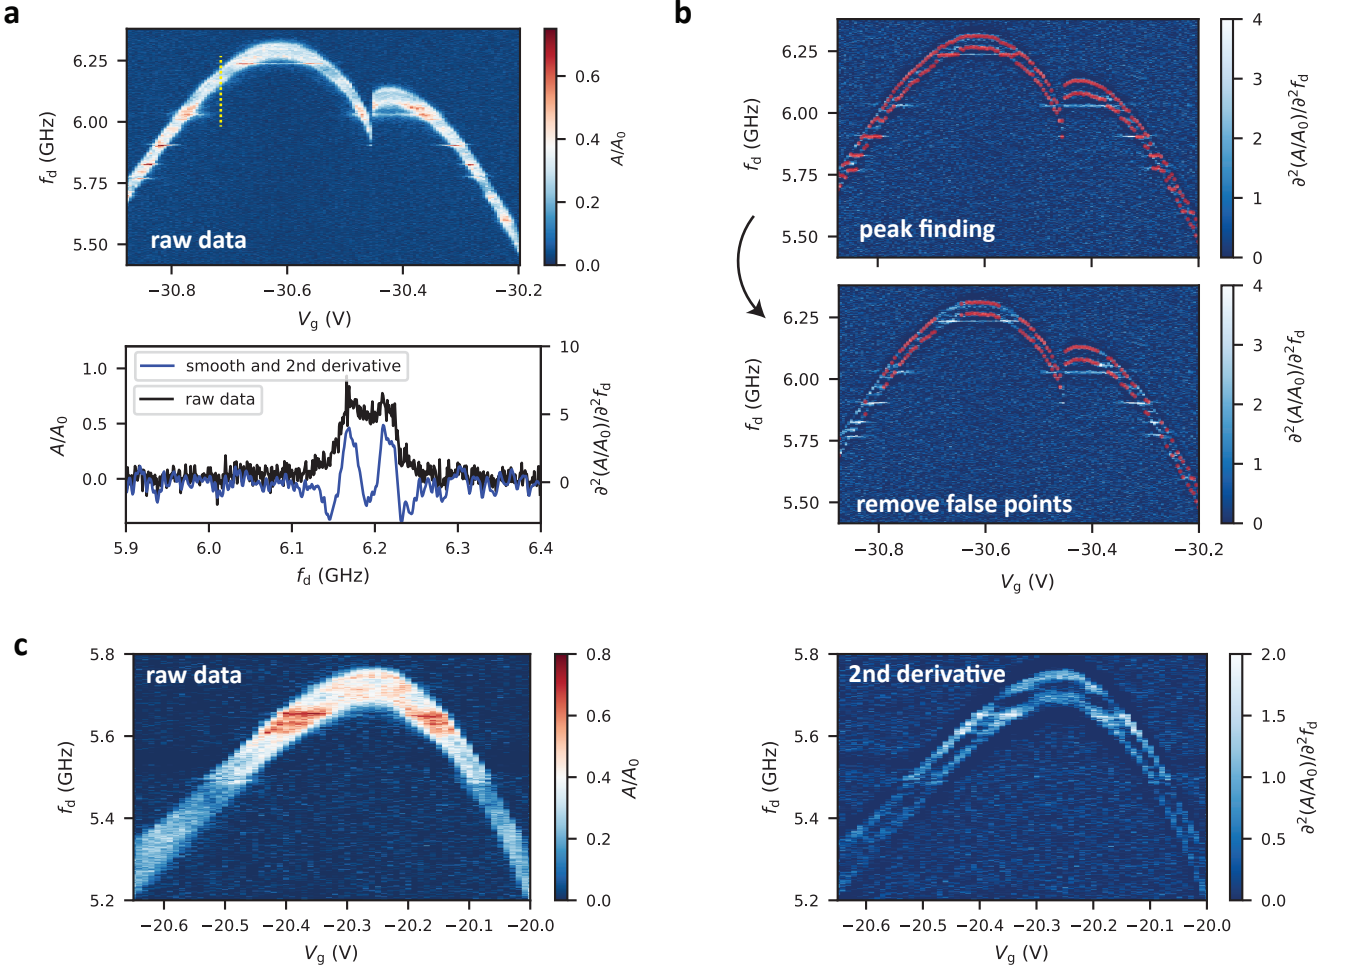 a
6.25
6.00
5.75
5.50
f_d (GHz)
raw data
−30.8 −30.6 −30.4 −30.2
V_g (V)
0.6
0.4
0.2
0.0
A/A_0
smooth and 2nd derivative
raw data
1.0
0.5
0.0
A/A_0
10
5
0
∂²(A/A_0)/∂²f_d
5.9 6.0 6.1 6.2 6.3 6.4
f_d (GHz)
b
6.25
6.00
5.75
5.50
f_d (GHz)
peak finding
4
3
2
1
0
∂²(A/A_0)/∂²f_d
6.25
6.00
5.75
5.50
f_d (GHz)
remove false points
−30.8 −30.6 −30.4 −30.2
V_g (V)
4
3
2
1
0
∂²(A/A_0)/∂²f_d
c
raw data
5.8
5.6
5.4
5.2
f_d (GHz)
−20.6 −20.5 −20.4 −20.3 −20.2 −20.1 −20.0
V_g (V)
0.8
0.6
0.4
0.2
0.0
A/A_0
2nd derivative
5.8
5.6
5.4
5.2
f_d (GHz)
−20.6 −20.5 −20.4 −20.3 −20.2 −20.1 −20.0
V_g (V)
2.0
1.5
1.0
0.5
0.0
∂²(A/A_0)/∂²f_d